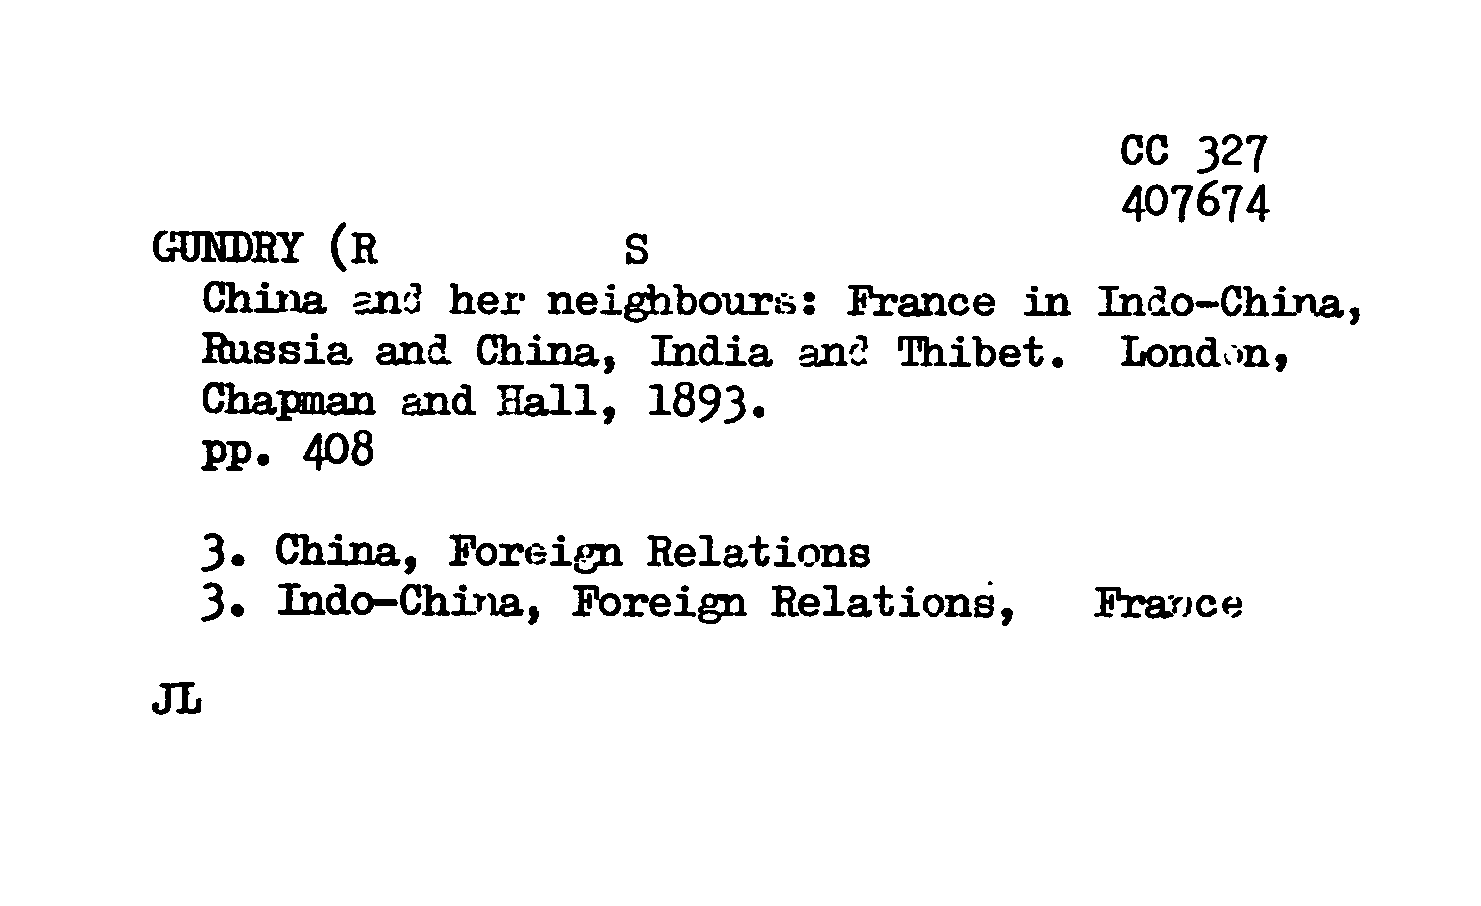 CC 327
407674
GUNDRY (R          S
China and her neighbours: France in Indo-China,
Russia and China, India and Thibet.  London,
Chapman and Hall, 1893.
pp. 408
3. China, Foreign Relations
3. Indo-China, Foreign Relations,   France
JL